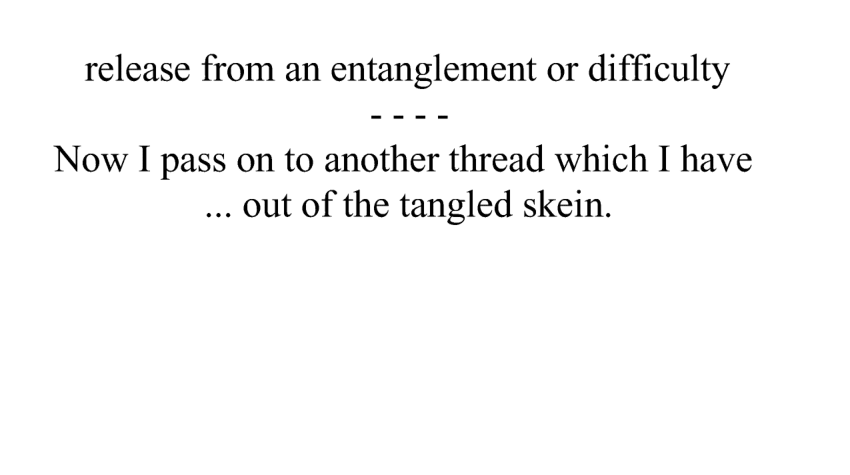 release from an entanglement or difficulty
- - - -
Now I pass on to another thread which I have
... out of the tangled skein.